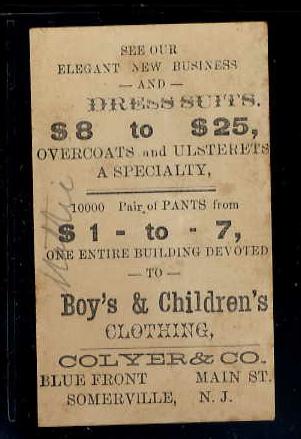 SEE OUR
ELEGANT NEW BUSINESS
— AND —
DRESS SUITS.
$8 to $25,
OVERCOATS and ULSTERETS
A SPECIALTY,
10000 Pair of PANTS from
$1 - to - 7,
ONE ENTIRE BUILDING DEVOTED
— TO —
Boy's & Children's
CLOTHING,
COLYER & CO.
BLUE FRONT MAIN ST.
SOMERVILLE, N. J.